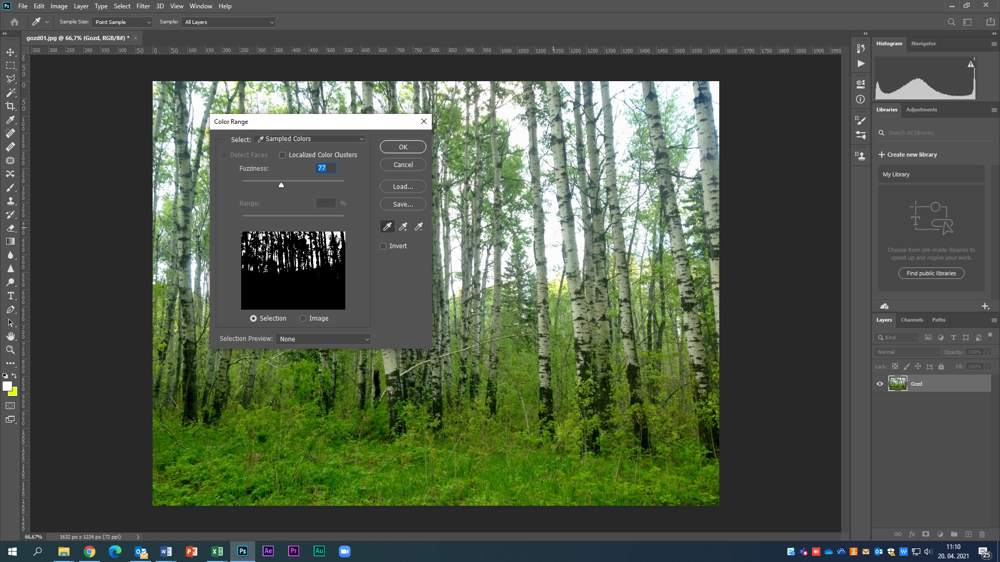 Ps File Edit Image Layer Type Select Filter 3D View Window Help
Sample Size: Point Sample Sample: All Layers
gozd01.jpg @ 66,7% (Gozd, RGB/8#) * ×
350 300 250 200 150 100 50 0 50 100 150 200 250 300 350 400 450 500 550 600 650 700 750 800 850 900 950 1000 1050 1100 1150 1200 1250 1300 1350 1400 1450 1500 1550 1600 1650 1700 1750 1800 1850 1900 1950
Histogram Navigator
Libraries Adjustments
Search all libraries
Create new library
My Library
Choose from pre-made libraries to
speed up and inspire your work.
Find public libraries
Color Range
Select: Sampled Colors
Detect Faces Localized Color Clusters
Fuzziness: 77
Range: %
OK
Cancel
Load...
Save...
Invert
Selection Image
Selection Preview: None
Layers Channels Paths
Kind
Normal Opacity: 100%
Lock: Fill: 100%
Gozd
fx
66,67% 1632 px x 1224 px (72 ppi)
Ps Ae Pr Au
11:10
20. 04. 2021
25